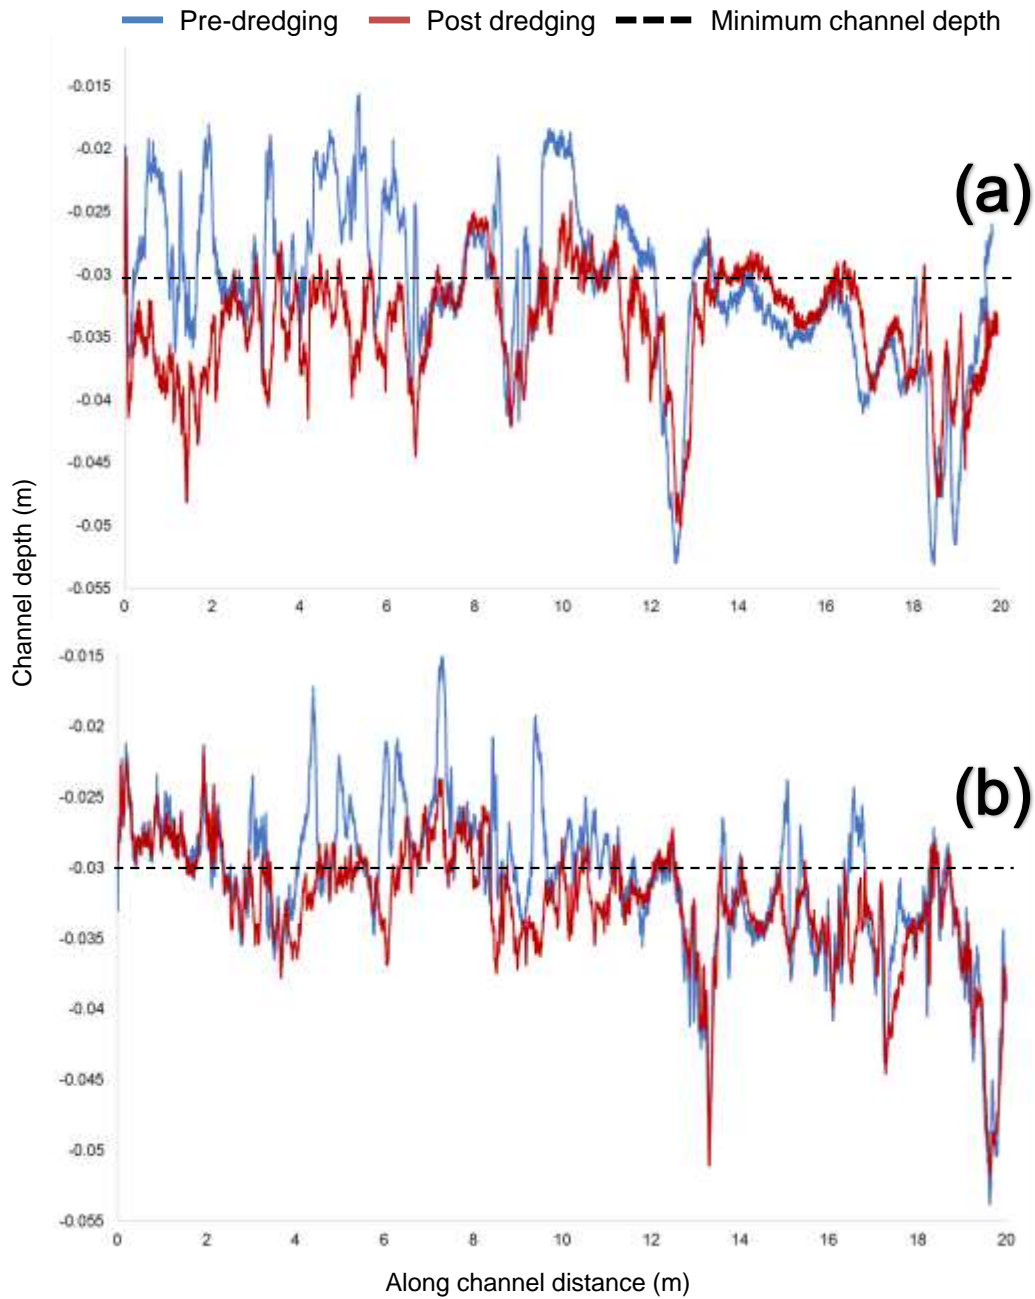 Pre-dredging Post dredging Minimum channel depth
-0.015
-0.02
-0.025
-0.03
-0.035
-0.04
-0.045
-0.05
-0.055
0 2 4 6 8 10 12 14 16 18 20
(a)
Channel depth (m)
-0.015
-0.02
-0.025
-0.03
-0.035
-0.04
-0.045
-0.05
-0.055
0 2 4 6 8 10 12 14 16 18 20
(b)
Along channel distance (m)